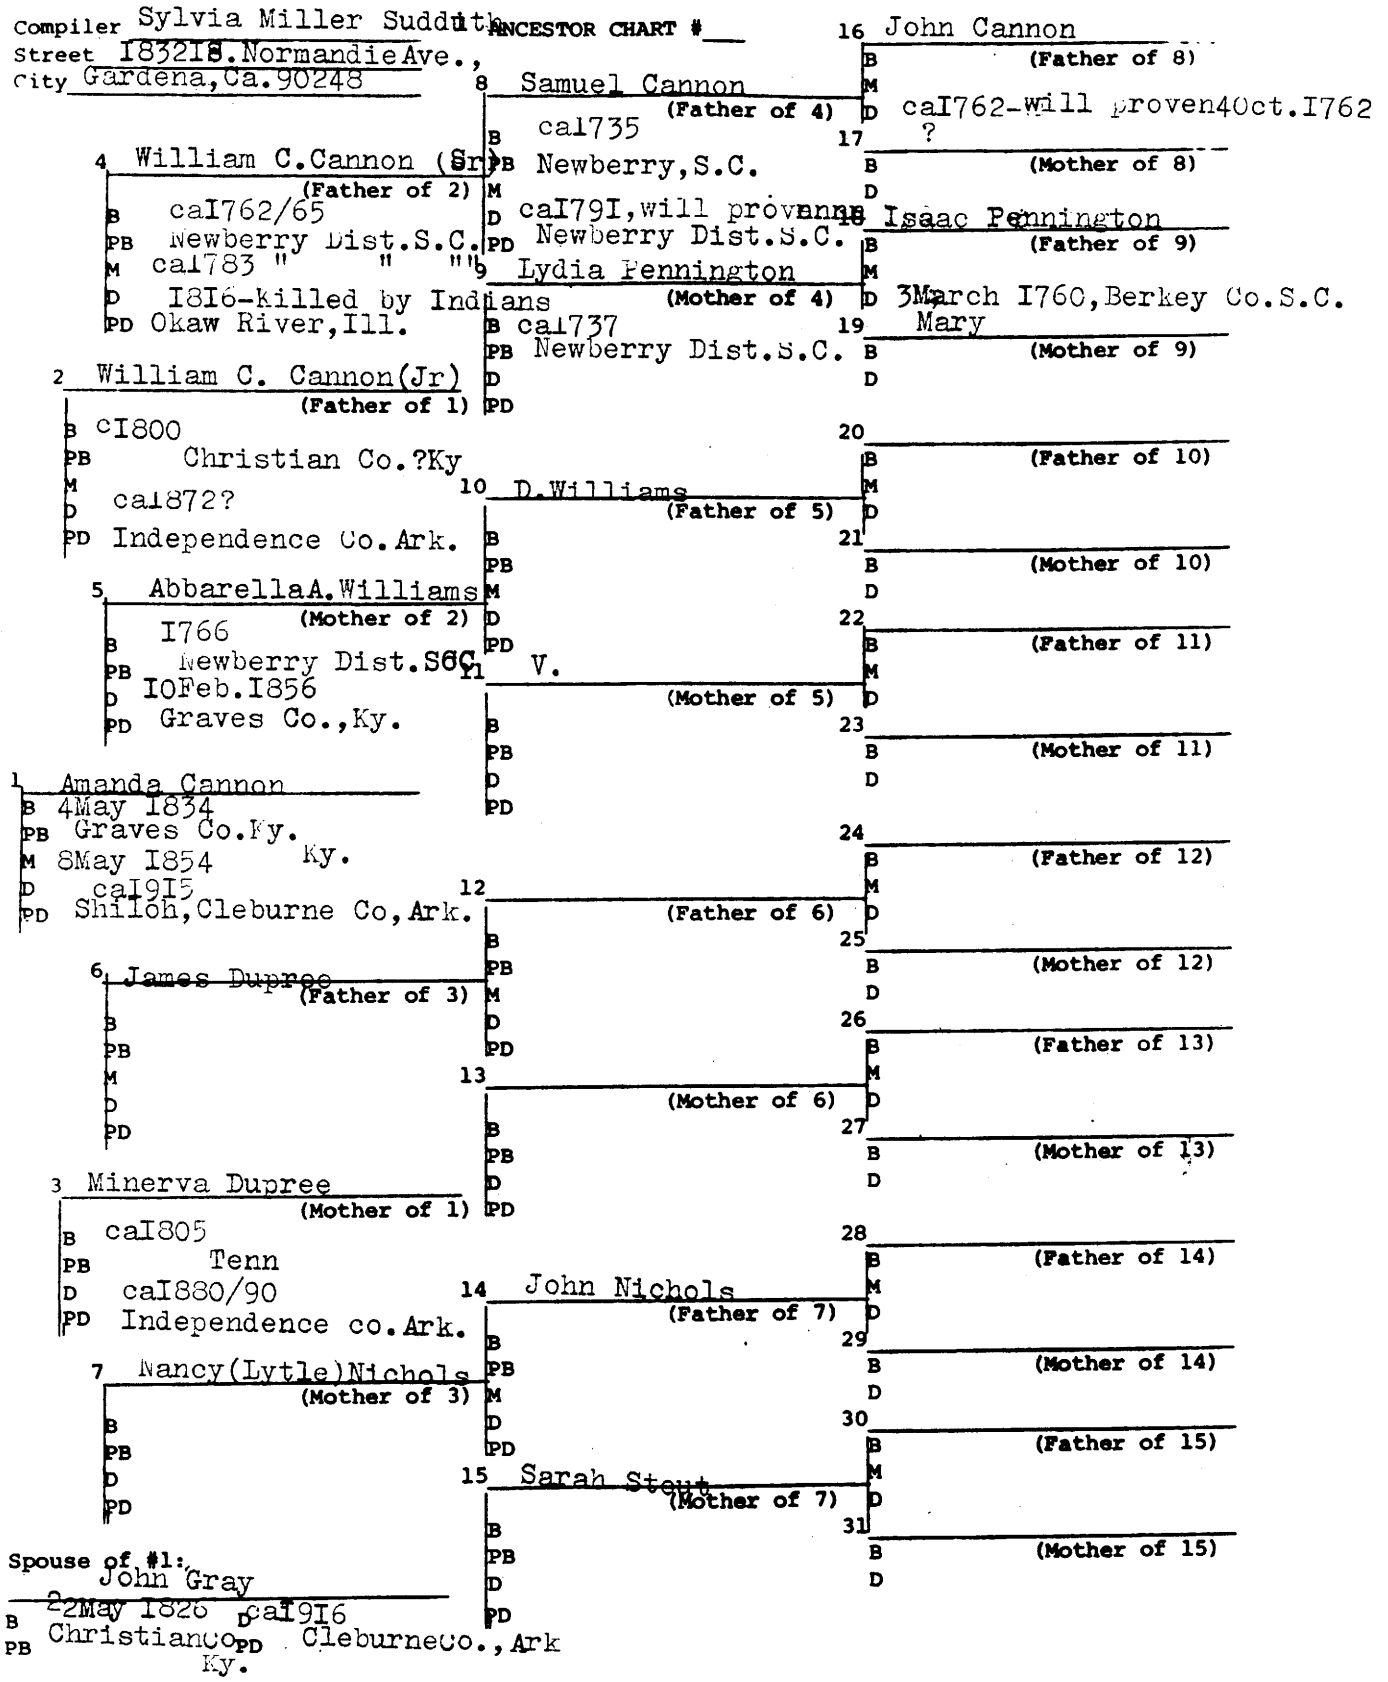 Compiler Sylvia Miller Suddith
ANCESTOR CHART #
Street I832I S.Normandie Ave.,
City Gardena,Ca.90248
1 Amanda Cannon
B 4May I834
PB Graves Co.Ky.
M 8May I854 Ky.
D caI9I5
PD Shiloh,Cleburne Co,Ark.
2 William C. Cannon(Jr)
(Father of 1)
B cI800
PB Christian Co.?Ky
M
D ca1872?
PD Independence Co.Ark.
3 Minerva Dupree
(Mother of 1)
B caI805
PB Tenn
D caI880/90
PD Independence co.Ark.
4 William C.Cannon (Sr)
(Father of 2)
B caI762/65
PB Newberry Dist.S.C.
M ca1783 " " ""
D I8I6-killed by Indians
PD Okaw River,Ill.
5 AbbarellaA.Williams
(Mother of 2)
B I766
PB Newberry Dist.
D I0Feb.I856
PD Graves Co.,Ky.
6 James Dupree
(Father of 3)
B
PB
M
D
PD
7 Nancy(Lytle)Nichols
(Mother of 3)
B
PB
D
PD
8 Samuel Cannon
(Father of 4)
B ca1735
PB Newberry,S.C.
M
D caI79I,will provennn
PD Newberry Dist.S.C.
9 Lydia Pennington
(Mother of 4)
B ca1737
PB Newberry Dist.S.C.
D
PD
10 D.Williams
(Father of 5)
B
PB
M
D
PD
11 V.
(Mother of 5)
B
PB
D
PD
12
(Father of 6)
B
PB
M
D
PD
13
(Mother of 6)
B
PB
D
PD
14 John Nichols
(Father of 7)
B
PB
M
D
PD
15 Sarah Stout
(Mother of 7)
B
PB
D
PD
16 John Cannon
B (Father of 8)
M
D caI762-will proven4Oct.I762
17 ?
B (Mother of 8)
D
18 Isaac Pennington
B (Father of 9)
M
D 3March I760,Berkey Co.S.C.
19 Mary
B (Mother of 9)
D
20
B (Father of 10)
M
D
21
B (Mother of 10)
D
22
B (Father of 11)
M
D
23
B (Mother of 11)
D
24
B (Father of 12)
M
D
25
B (Mother of 12)
D
26
B (Father of 13)
M
D
27
B (Mother of 13)
D
28
B (Father of 14)
M
D
29
B (Mother of 14)
D
30
B (Father of 15)
M
D
31
B (Mother of 15)
D
Spouse of #1:
John Gray
B 22May I826 D caI9I6
PB ChristianCo PD CleburneCo.,Ark
Ky.